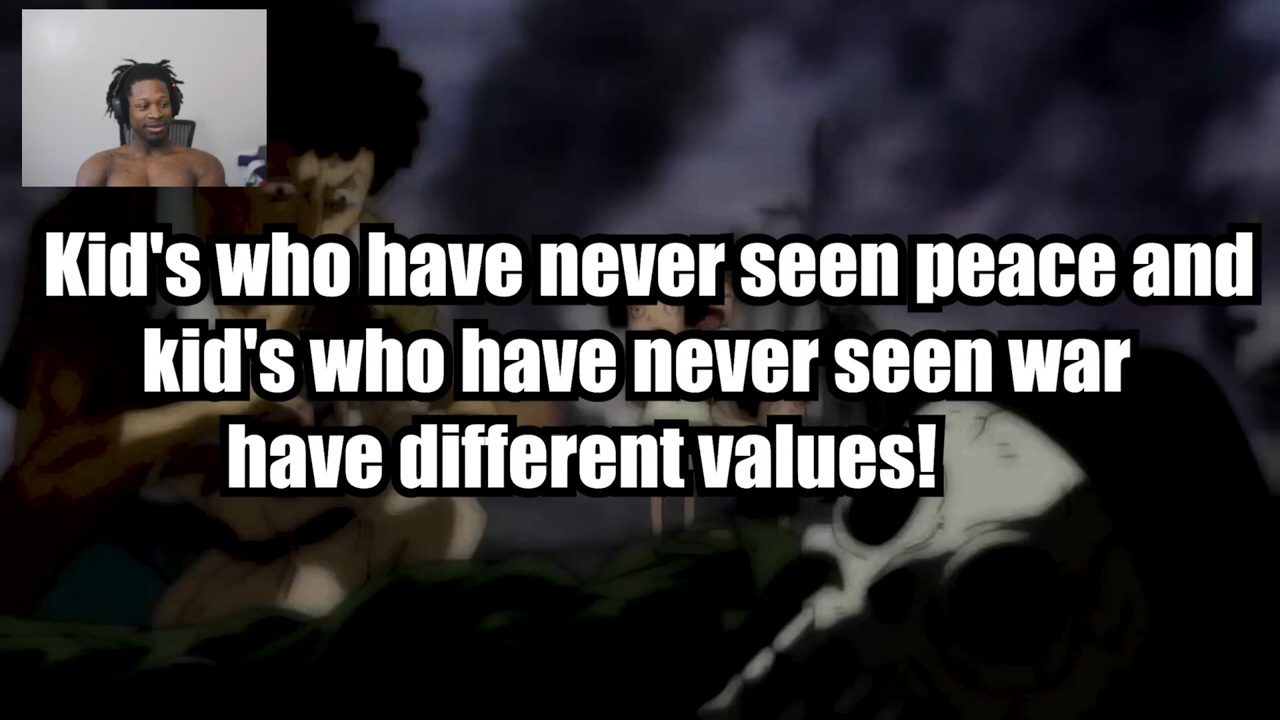 Kid's who have never seen peace and
kid's who have never seen war
have different values!